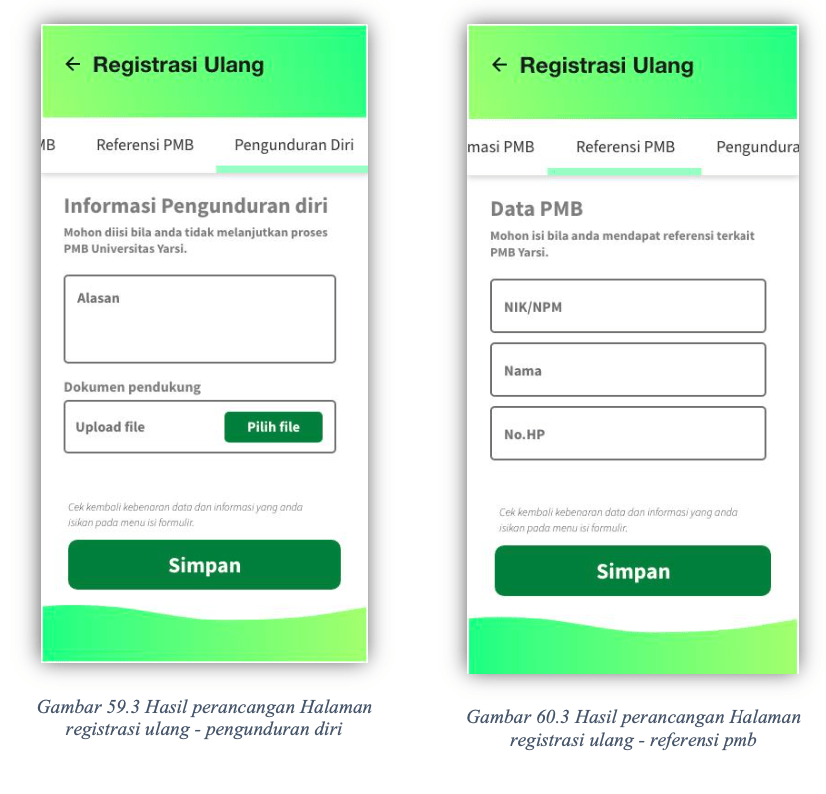 Registrasi Ulang
MB Referensi PMB Pengunduran Diri
Informasi Pengunduran diri
Mohon diisi bila anda tidak melanjutkan proses
PMB Universitas Yarsi.
Alasan
Dokumen pendukung
Upload file Pilih file
Cek kembali kebenaran data dan informasi yang anda
isikan pada menu isi formulir.
Simpan
Gambar 59.3 Hasil perancangan Halaman
registrasi ulang - pengunduran diri
Registrasi Ulang
masi PMB Referensi PMB Pengundura
Data PMB
Mohon isi bila anda mendapat referensi terkait
PMB Yarsi.
NIK/NPM
Nama
No.HP
Cek kembali kebenaran data dan informasi yang anda
isikan pada menu isi formulir.
Simpan
Gambar 60.3 Hasil perancangan Halaman
registrasi ulang - referensi pmb